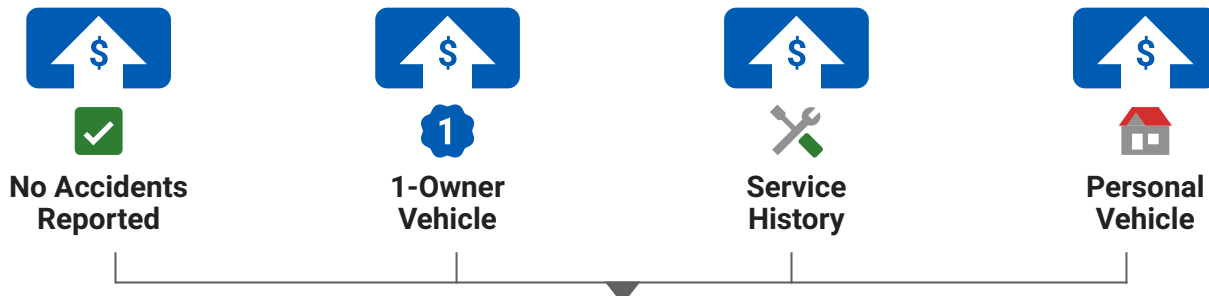 $
$
$
$
1
No Accidents
Reported
1-Owner
Vehicle
Service
History
Personal
Vehicle